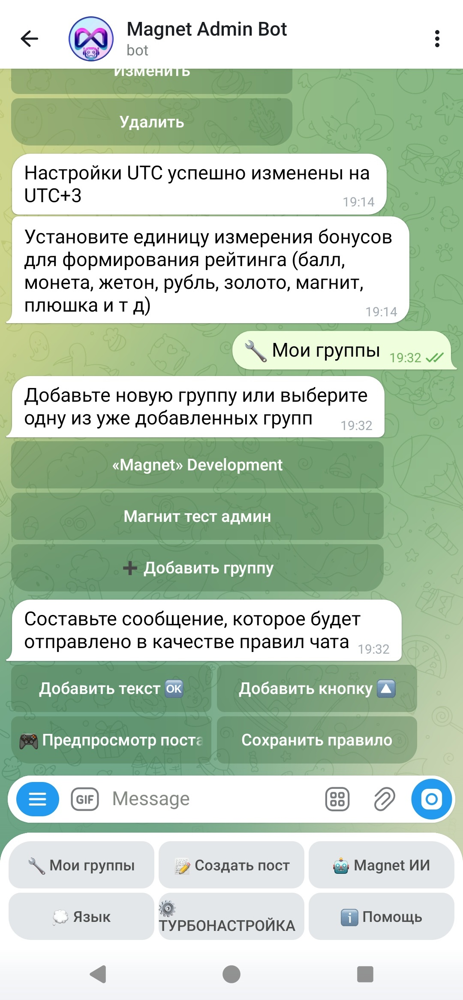 Magnet Admin Bot
bot
Изменить
Удалить
Настройки UTC успешно изменены на
UTC+3
19:14
Установите единицу измерения бонусов
для формирования рейтинга (балл,
монета, жетон, рубль, золото, магнит,
плюшка и т д)
19:14
🔧 Мои группы 19:32
Добавьте новую группу или выберите
одну из уже добавленных групп 19:32
«Magnet» Development
Магнит тест админ
➕ Добавить группу
Составьте сообщение, которое будет
отправлено в качестве правил чата 19:32
Добавить текст 🆗 Добавить кнопку 🔼
🎮 Предпросмотр поста Сохранить правило
GIF Message
🔧 Мои группы 📝 Создать пост 🤖 Magnet ИИ
💭 Язык ⚙️ ТУРБОНАСТРОЙКА ℹ️ Помощь